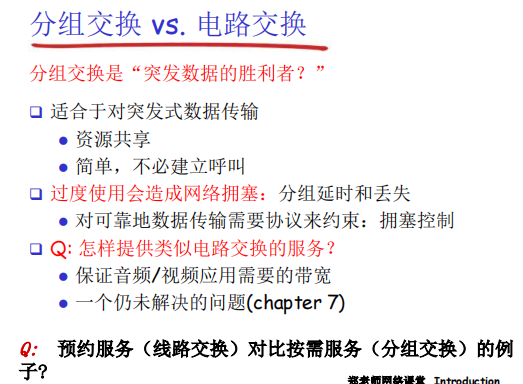 分组交换 vs. 电路交换
分组交换是“突发数据的胜利者？”
适合于对突发式数据传输
资源共享
简单，不必建立呼叫
过度使用会造成网络拥塞：分组延时和丢失
对可靠地数据传输需要协议来约束：拥塞控制
Q: 怎样提供类似电路交换的服务？
保证音频/视频应用需要的带宽
一个仍未解决的问题(chapter 7)
Q: 预约服务（线路交换）对比按需服务（分组交换）的例
子?
郑老师网络课堂 Introduction